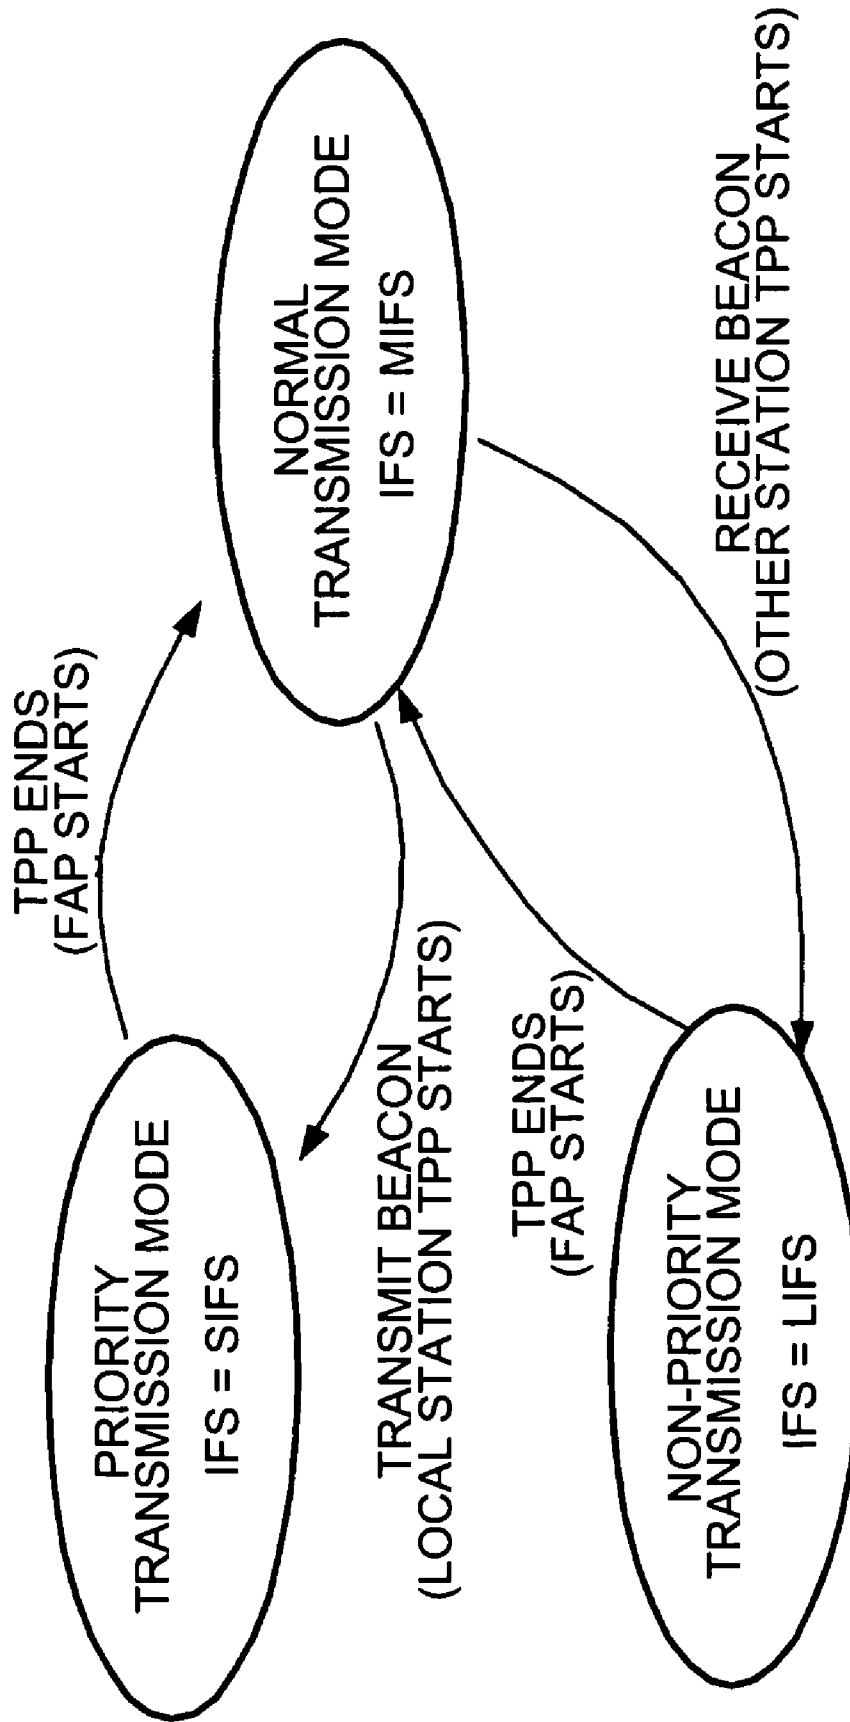 PRIORITY
TRANSMISSION MODE
IFS = SIFS
TPP ENDS
(FAP STARTS)
NORMAL
TRANSMISSION MODE
IFS = MIFS
TRANSMIT BEACON
(LOCAL STATION TPP STARTS)
TPP ENDS
(FAP STARTS)
RECEIVE BEACON
(OTHER STATION TPP STARTS)
NON-PRIORITY
TRANSMISSION MODE
IFS = LIFS